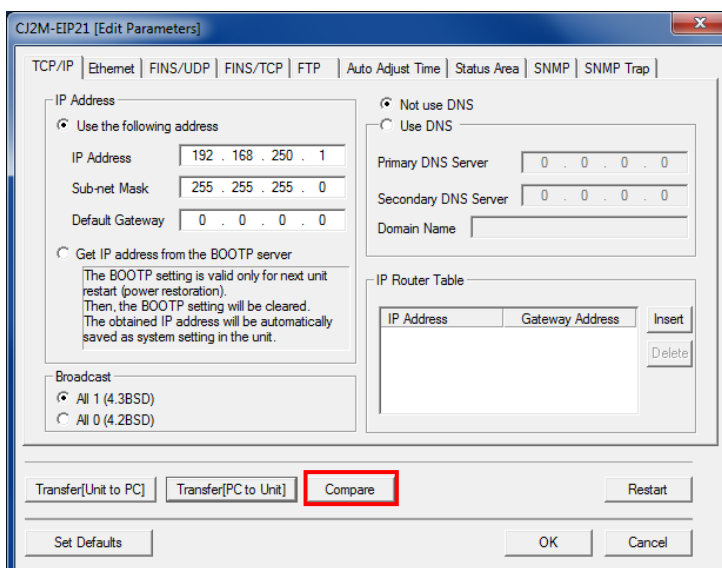 CJ2M-EIP21 [Edit Parameters]
TCP/IP Ethernet FINS/UDP FINS/TCP FTP Auto Adjust Time Status Area SNMP SNMP Trap
IP Address
Use the following address
IP Address 192 . 168 . 250 . 1
Sub-net Mask 255 . 255 . 255 . 0
Default Gateway 0 . 0 . 0 . 0
Get IP address from the BOOTP server
The BOOTP setting is valid only for next unit
restart (power restoration).
Then, the BOOTP setting will be cleared.
The obtained IP address will be automatically
saved as system setting in the unit.
Broadcast
All 1 (4.3BSD)
All 0 (4.2BSD)
Not use DNS
Use DNS
Primary DNS Server 0 . 0 . 0 . 0
Secondary DNS Server 0 . 0 . 0 . 0
Domain Name
IP Router Table
IP Address Gateway Address
Insert
Delete
Transfer[Unit to PC] Transfer[PC to Unit] Compare Restart
Set Defaults OK Cancel